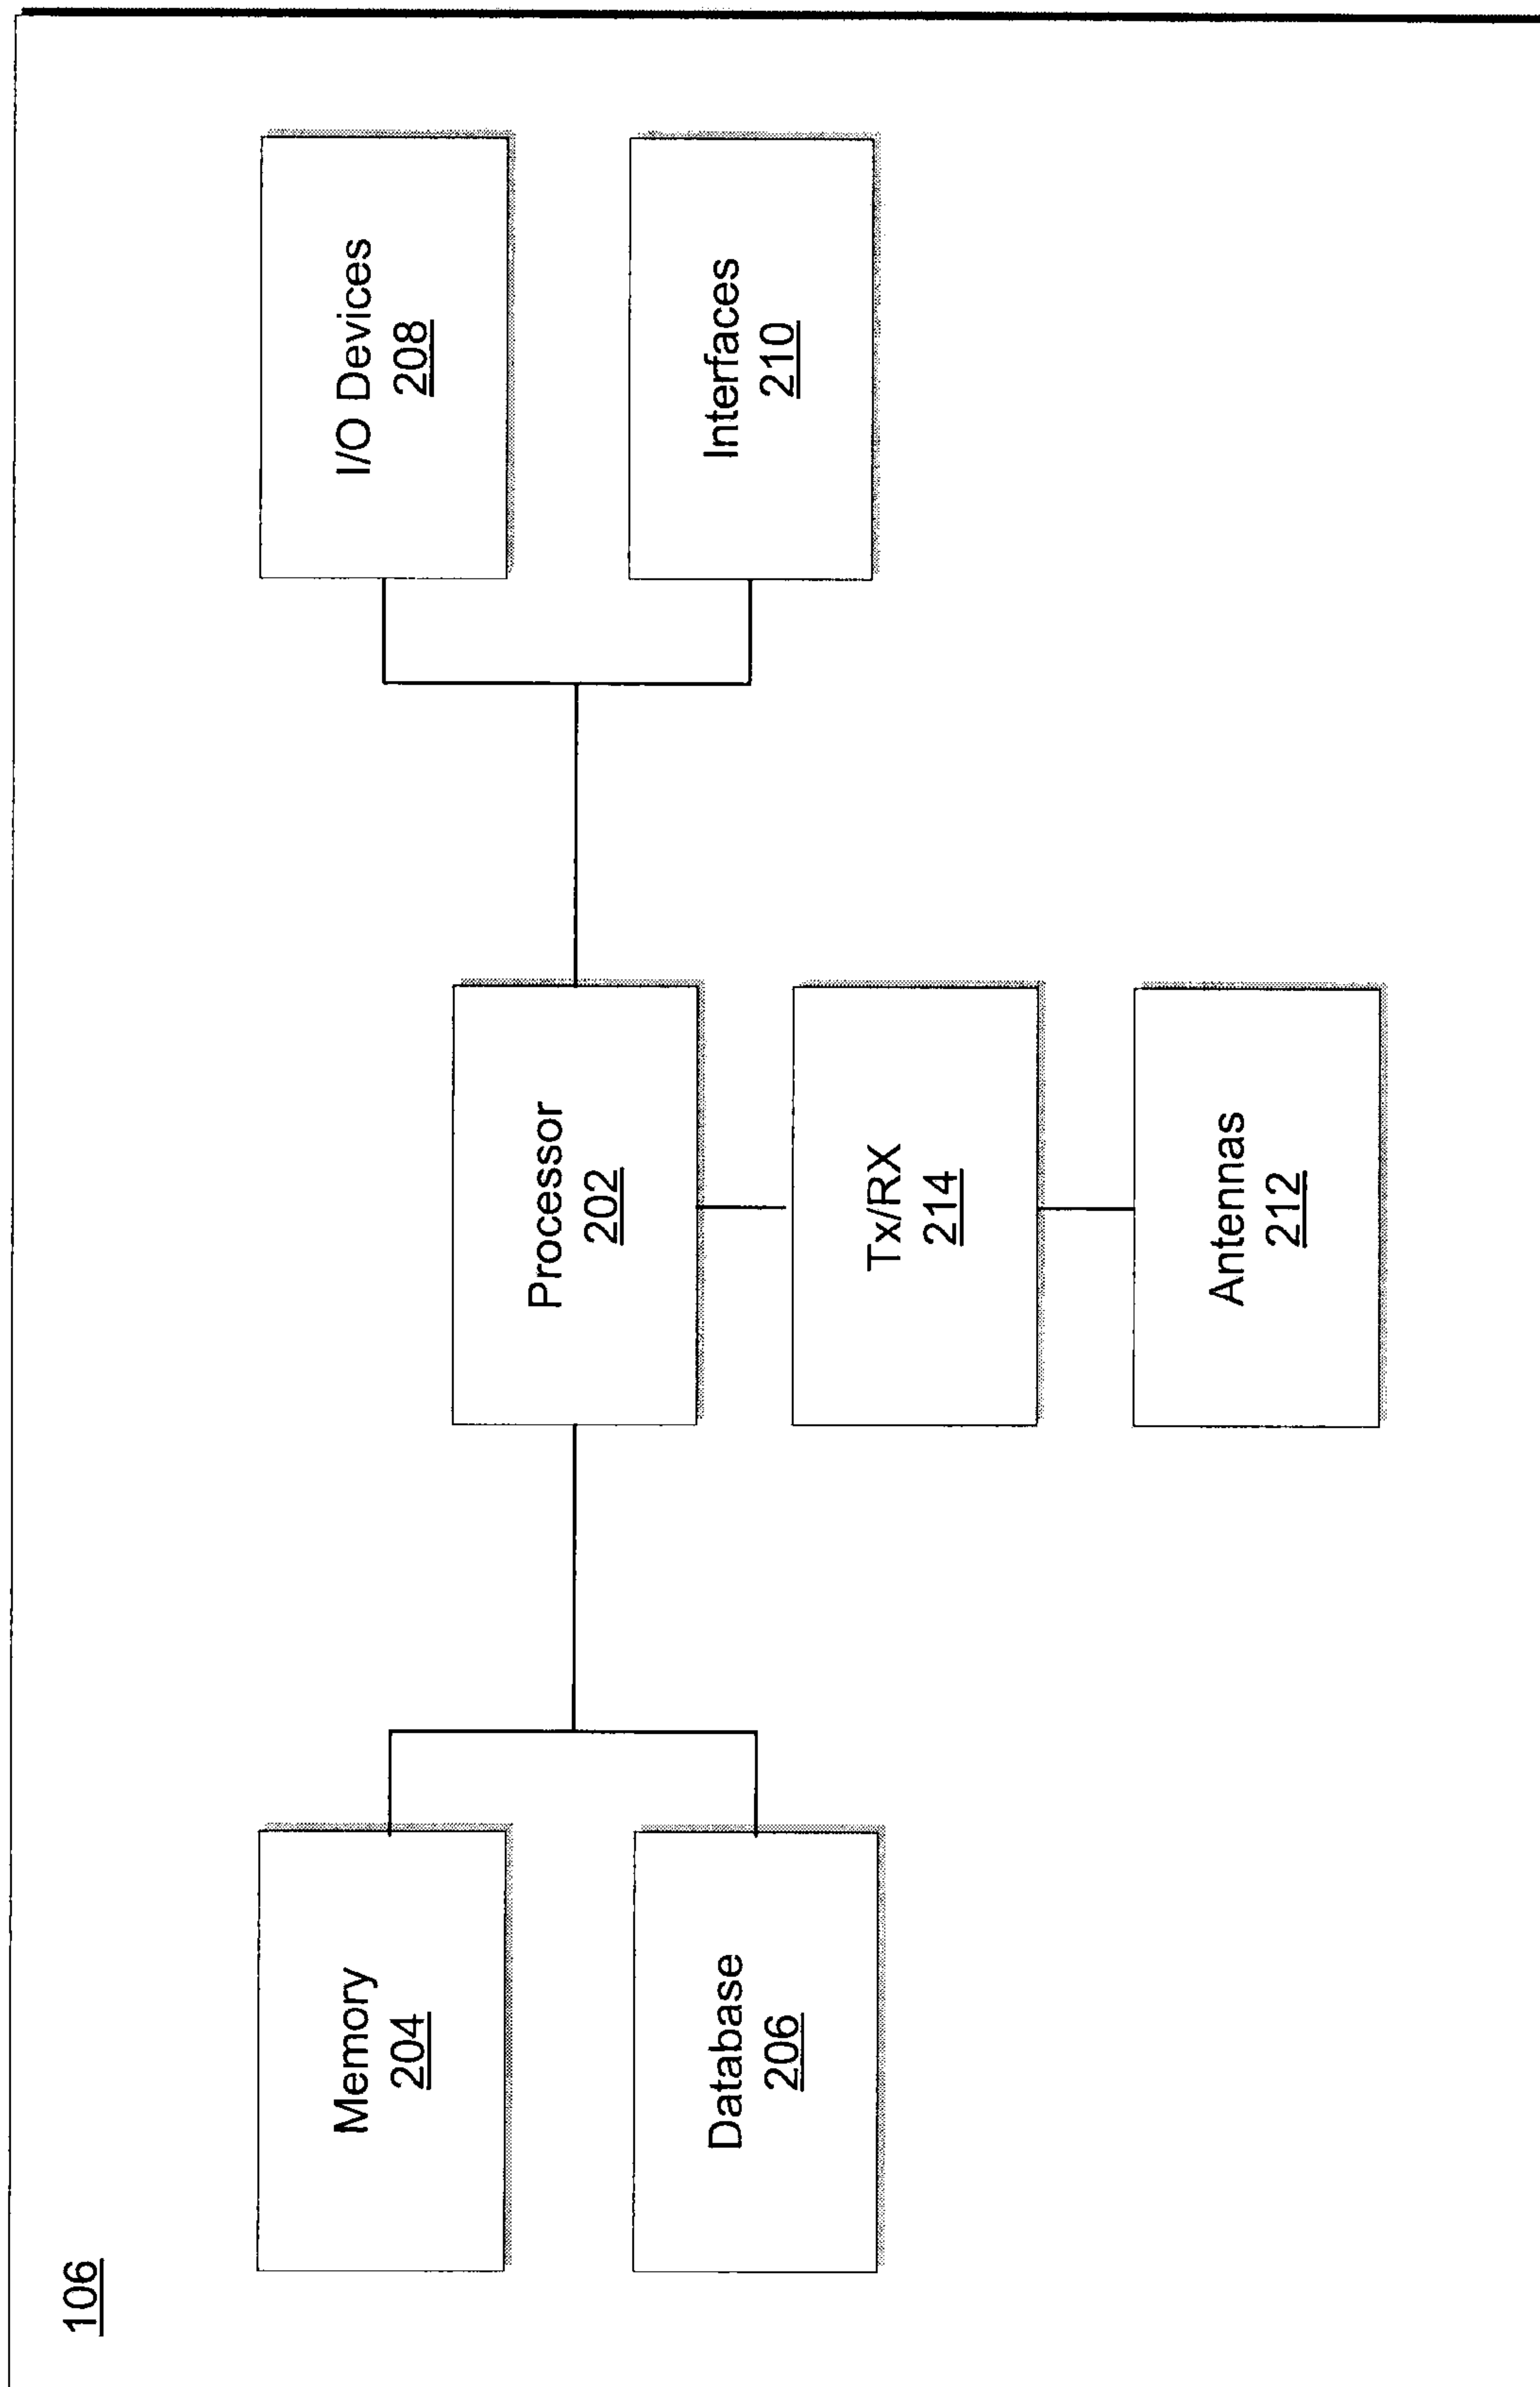 106
Memory
204
Database
206
Processor
202
Tx/RX
214
Antennas
212
I/O Devices
208
Interfaces
210